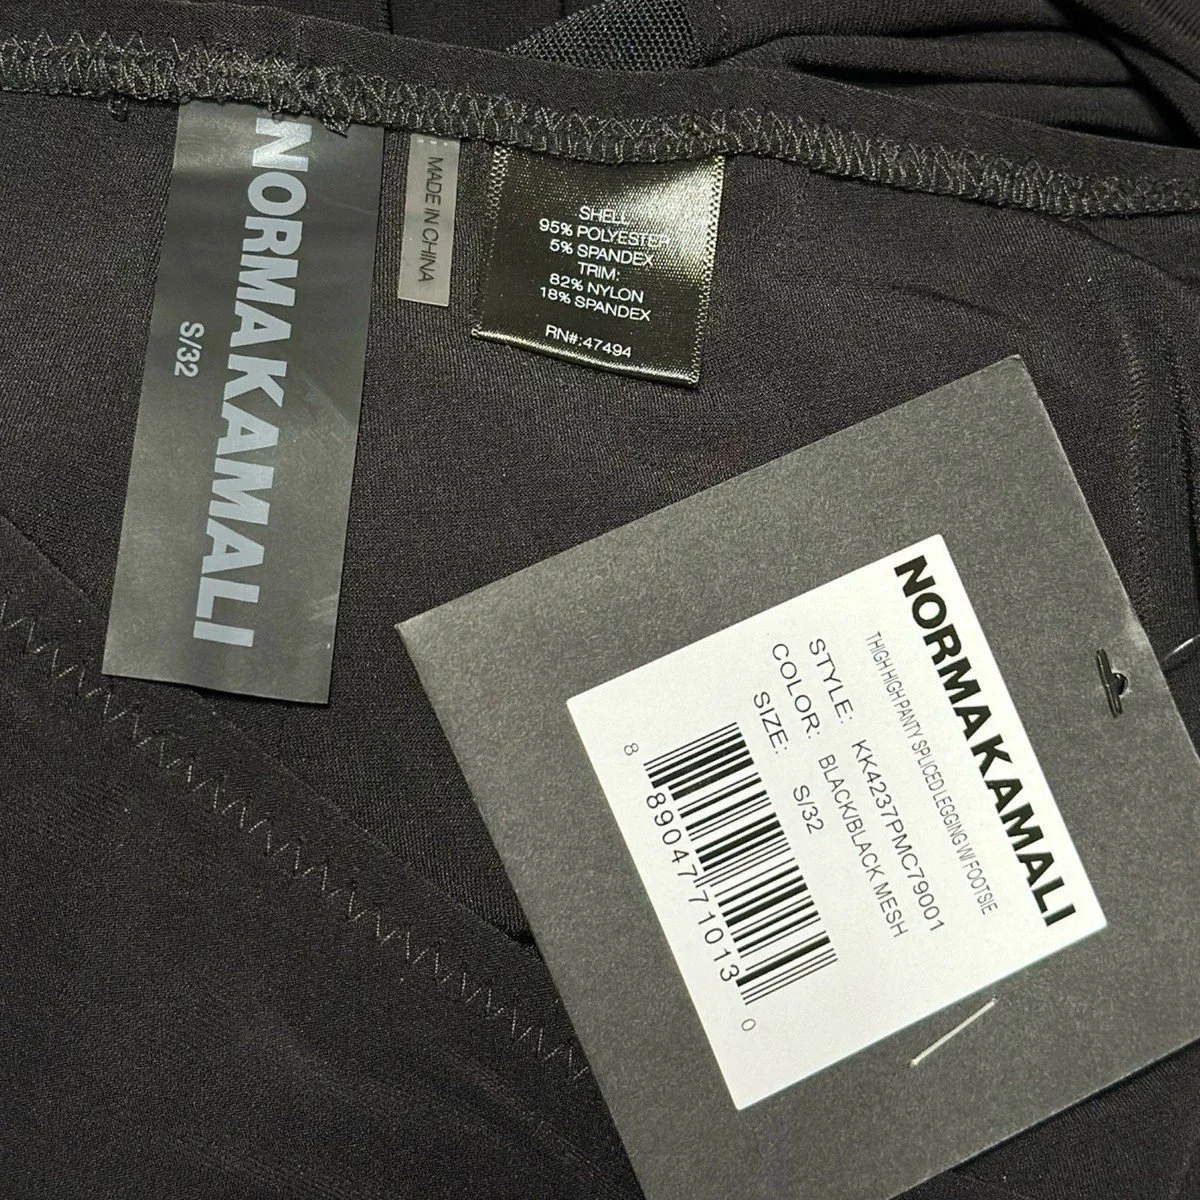 NORMA KAMALI
S/32
MADE IN CHINA
SHELL:
95% POLYESTER
5% SPANDEX
TRIM:
82% NYLON
18% SPANDEX
RN#:47494
NORMA KAMALI
THIGH HIGH PANTY SPLICED LEGGING W/ FOOTSIE
STYLE: KK4237PMC79001
COLOR: BLACK/BLACK MESH
SIZE: S/32
8 89047 71013 0